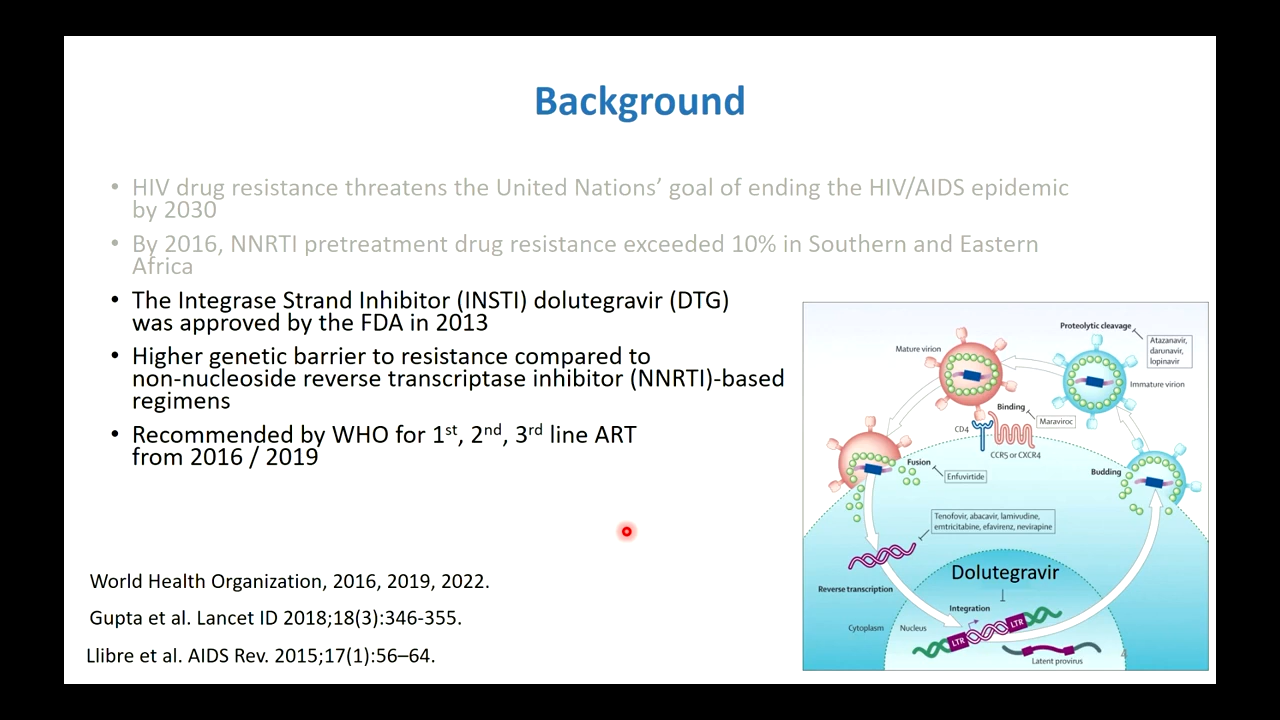 Background
• HIV drug resistance threatens the United Nations’ goal of ending the HIV/AIDS epidemic
by 2030
• By 2016, NNRTI pretreatment drug resistance exceeded 10% in Southern and Eastern
Africa
• The Integrase Strand Inhibitor (INSTI) dolutegravir (DTG)
was approved by the FDA in 2013
• Higher genetic barrier to resistance compared to
non-nucleoside reverse transcriptase inhibitor (NNRTI)-based
regimens
• Recommended by WHO for 1st, 2nd, 3rd line ART
from 2016 / 2019
World Health Organization, 2016, 2019, 2022.
Gupta et al. Lancet ID 2018;18(3):346-355.
Llibre et al. AIDS Rev. 2015;17(1):56–64.
Proteolytic cleavage
Atazanavir,
darunavir,
lopinavir
Mature virion
Immature virion
Binding
Maraviroc
CD4
CCR5 or CXCR4
Fusion
Enfuvirtide
Budding
Tenofovir, abacavir, lamivudine,
emtricitabine, efavirenz, nevirapine
Dolutegravir
Reverse transcription
Integration
Cytoplasm
Nucleus
LTR
LTR
Latent provirus
4